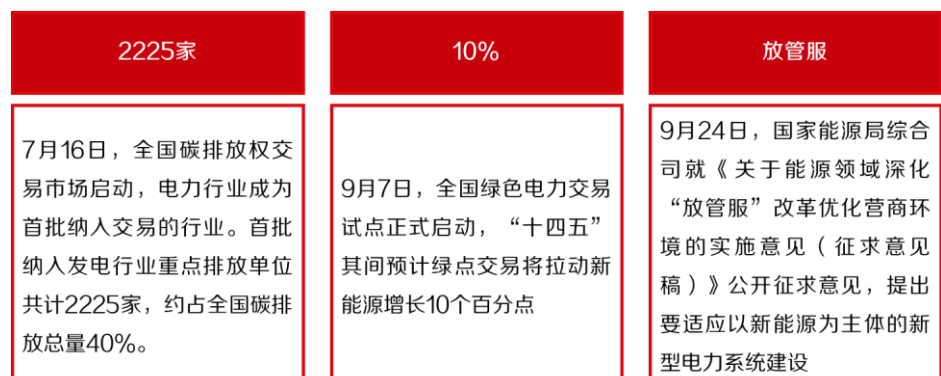 2225家
7月16日，全国碳排放权交
易市场启动，电力行业成为
首批纳入交易的行业。首批
纳入发电行业重点排放单位
共计2225家，约占全国碳排
放总量40%。
10%
9月7日，全国绿色电力交易
试点正式启动，“十四五”
其间预计绿点交易将拉动新
能源增长10个百分点
放管服
9月24日，国家能源局综合
司就《关于能源领域深化
“放管服”改革优化营商环
境的实施意见（征求意见
稿）》公开征求意见，提出
要适应以新能源为主体的新
型电力系统建设